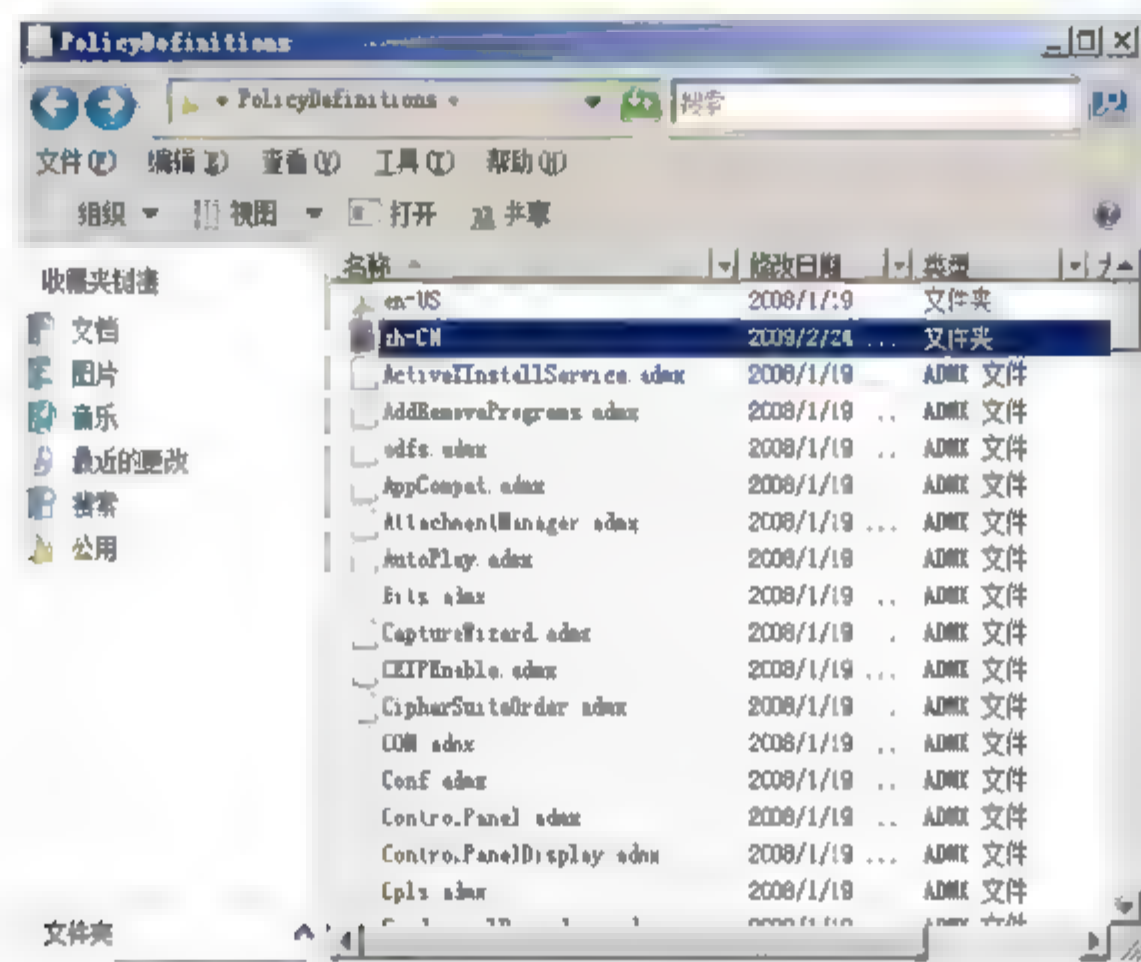 PolicyDefinitions
PolicyDefinitions 搜索
文件(F) 编辑(E) 查看(V) 工具(T) 帮助(H)
组织 视图 打开 共享
收藏夹链接
文档
图片
音乐
最近的更改
搜索
公用
文件夹
名称 修改日期 类型
en-US 2008/1/19 文件夹
zh-CN 2009/2/24 ... 文件夹
ActiveXInstallService.admx 2008/1/19 ADMX 文件
AddRemovePrograms.admx 2008/1/19 ... ADMX 文件
adfs.admx 2008/1/19 ... ADMX 文件
AppCompat.admx 2008/1/19 ADMX 文件
AttachmentManager.admx 2008/1/19 ... ADMX 文件
AutoPlay.admx 2008/1/19 ADMX 文件
Bits.admx 2008/1/19 ... ADMX 文件
CaptureWizard.admx 2008/1/19 ... ADMX 文件
CEIPEnable.admx 2008/1/19 ... ADMX 文件
CipherSuiteOrder.admx 2008/1/19 ... ADMX 文件
COM.admx 2008/1/19 ... ADMX 文件
Conf.admx 2008/1/19 ... ADMX 文件
ControlPanel.admx 2008/1/19 ... ADMX 文件
ControlPanelDisplay.admx 2008/1/19 ... ADMX 文件
Cpls.admx 2008/1/19 ADMX 文件